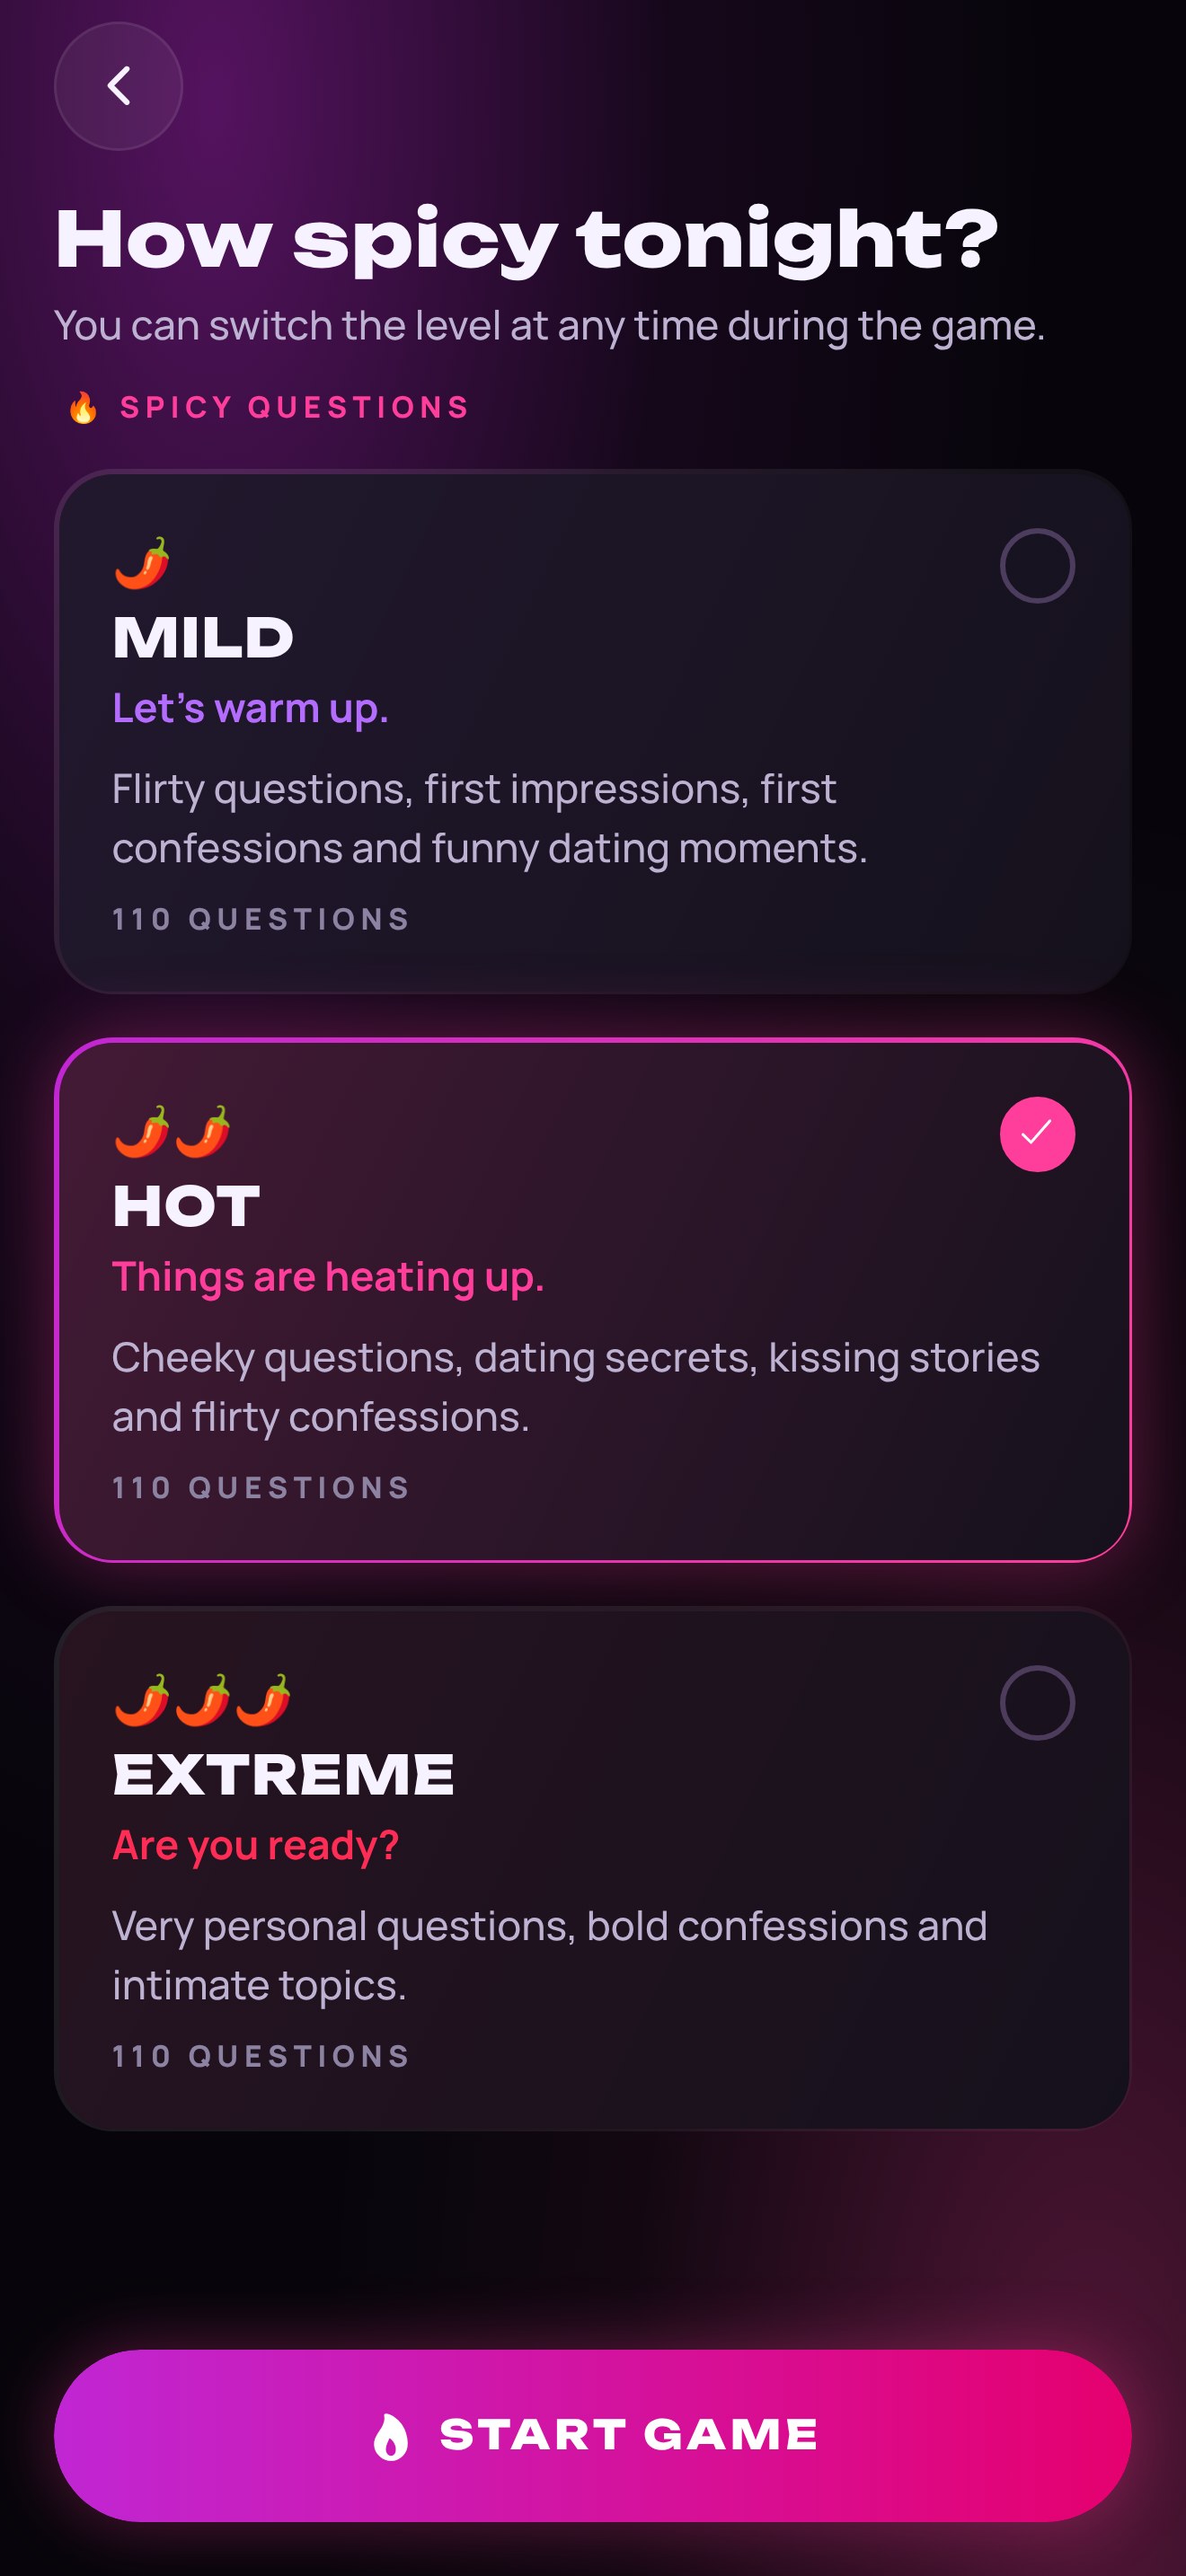 How spicy tonight?
You can switch the level at any time during the game.
🔥 SPICY QUESTIONS
🌶️
MILD
Let’s warm up.
Flirty questions, first impressions, first
confessions and funny dating moments.
110 QUESTIONS
🌶️🌶️
HOT
Things are heating up.
Cheeky questions, dating secrets, kissing stories
and flirty confessions.
110 QUESTIONS
🌶️🌶️🌶️
EXTREME
Are you ready?
Very personal questions, bold confessions and
intimate topics.
110 QUESTIONS
START GAME